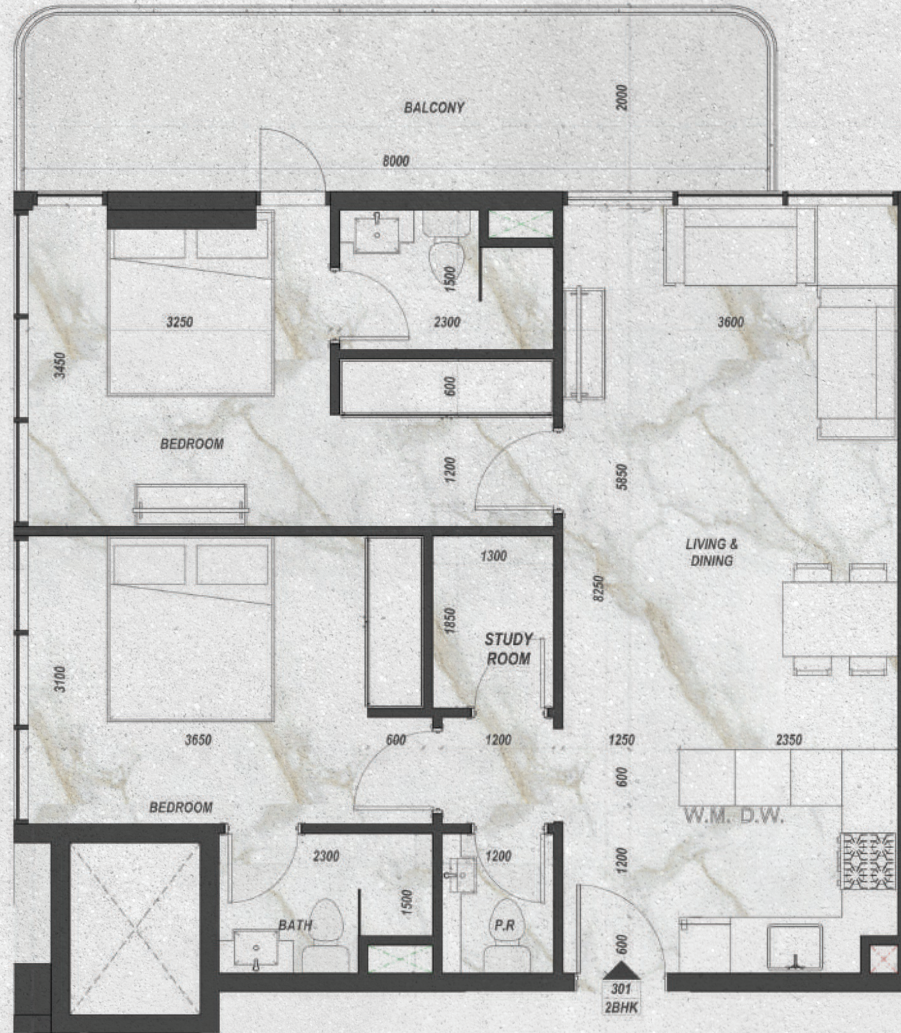 BALCONY
2000
8000
1500
2300
3250
3600
3450
600
BEDROOM
1200
5850
1300
LIVING &
DINING
8250
1850
STUDY
ROOM
3100
3650
600
1200
1250
2350
600
BEDROOM
W.M. D.W.
2300
1200
1200
1500
BATH
P.R
600
301
2BHK